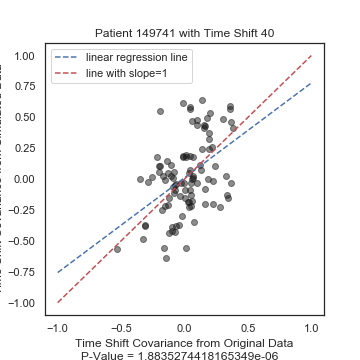 Patient 149741 with Time Shift 40
linear regression line
line with slope=1
1.00
0.75
0.50
0.25
0.00
−0.25
−0.50
−0.75
−1.00
−1.0 −0.5 0.0 0.5 1.0
Time Shift Covariance from Original Data
P-Value = 1.8835274418165349e-06